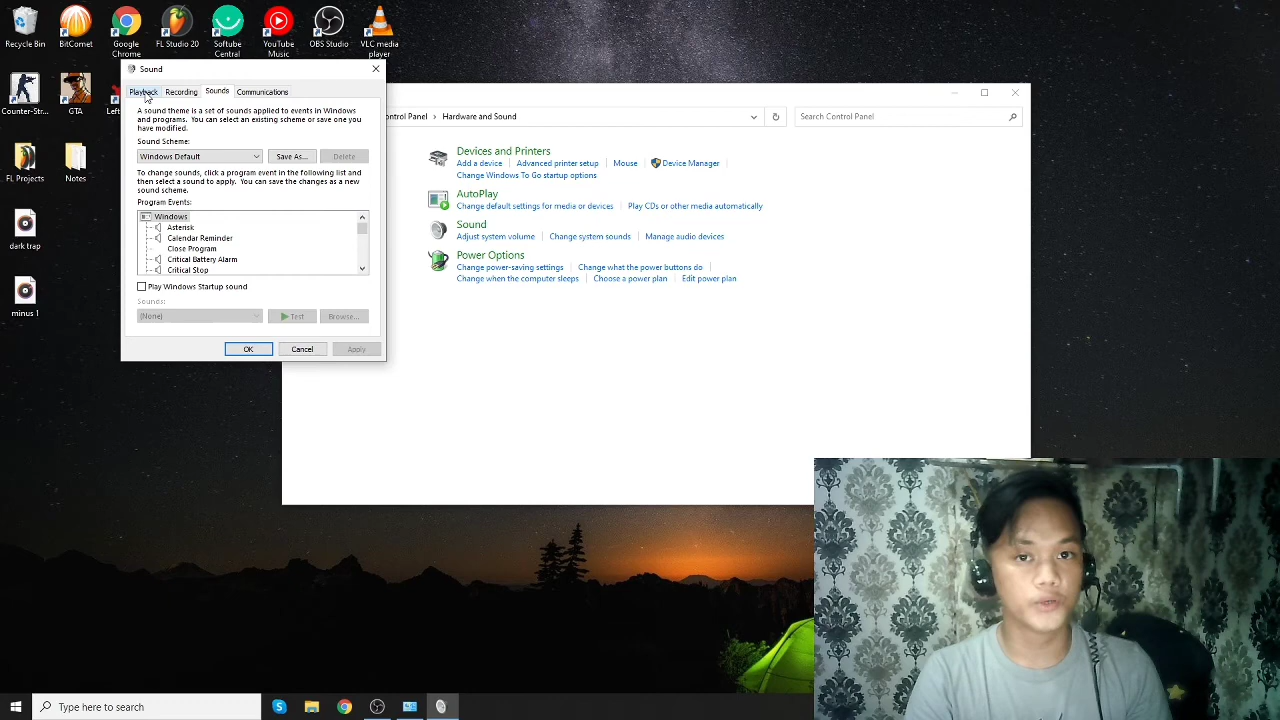 Recycle Bin
BitComet
Google Chrome
FL Studio 20
Softube Central
YouTube Music
OBS Studio
VLC media player
Counter-Str...
GTA
FL Projects
Notes
dark trap
minus 1
Sound
Playback
Recording
Sounds
Communications
A sound theme is a set of sounds applied to events in Windows
and programs. You can select an existing scheme or save one you
have modified.
Sound Scheme:
Windows Default
Save As...
Delete
To change sounds, click a program event in the following list and
then select a sound to apply. You can save the changes as a new
sound scheme.
Program Events:
Windows
Asterisk
Calendar Reminder
Close Program
Critical Battery Alarm
Critical Stop
Play Windows Startup sound
Sounds:
(None)
Test
Browse...
OK
Cancel
Apply
Hardware and Sound
Search Control Panel
Devices and Printers
Add a device
Advanced printer setup
Mouse
Device Manager
Change Windows To Go startup options
AutoPlay
Change default settings for media or devices
Play CDs or other media automatically
Sound
Adjust system volume
Change system sounds
Manage audio devices
Power Options
Change power-saving settings
Change what the power buttons do
Change when the computer sleeps
Choose a power plan
Edit power plan
Type here to search